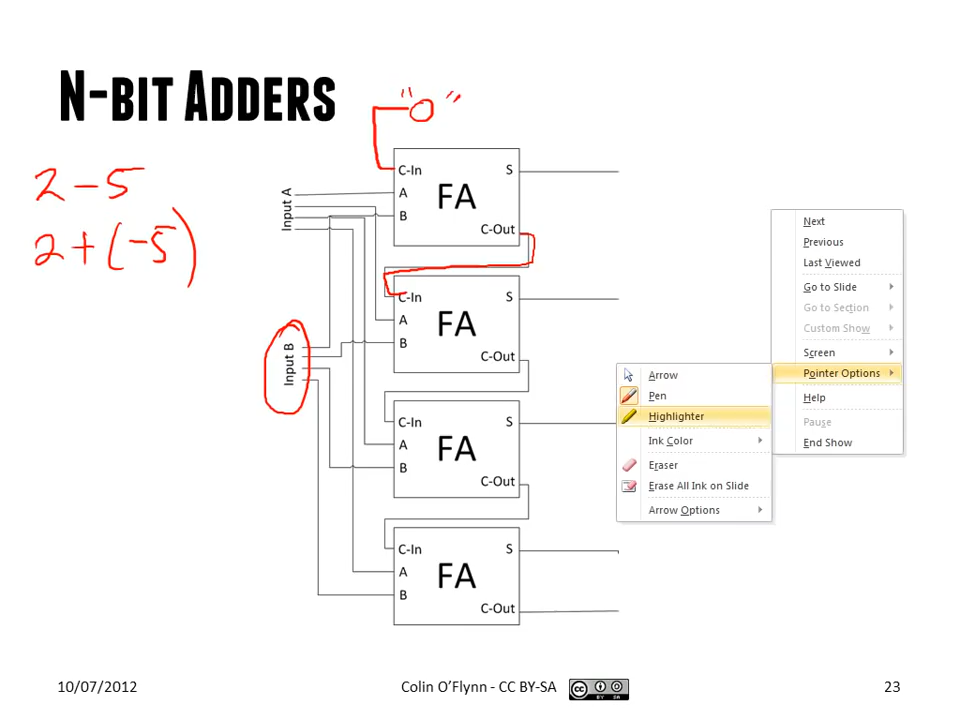 N-BIT ADDERS
"0"
2 - 5
2 + (-5)
Input A
Input B
C-In
A
B
FA
S
C-Out
C-In
A
B
FA
S
C-Out
C-In
A
B
FA
S
C-Out
C-In
A
B
FA
S
C-Out
Next
Previous
Last Viewed
Go to Slide
Go to Section
Custom Show
Screen
Pointer Options
Help
Pause
End Show
Arrow
Pen
Highlighter
Ink Color
Eraser
Erase All Ink on Slide
Arrow Options
10/07/2012
Colin O'Flynn - CC BY-SA
cc
BY SA
23